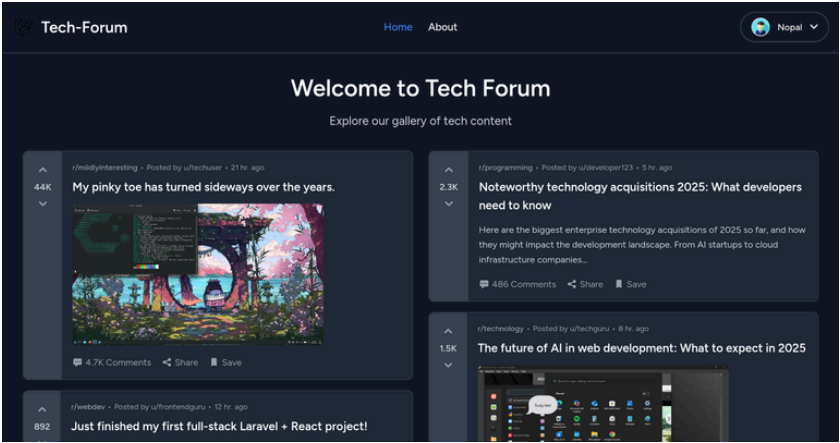 Tech-Forum
Home
About
Nopal
Welcome to Tech Forum
Explore our gallery of tech content
r/mildlyinteresting • Posted by u/techuser • 21 hr. ago
44K
My pinky toe has turned sideways over the years.
4.7K Comments
Share
Save
r/webdev • Posted by u/frontendguru • 12 hr. ago
892
Just finished my first full-stack Laravel + React project!
r/programming • Posted by u/developer123 • 5 hr. ago
2.3K
Noteworthy technology acquisitions 2025: What developers
need to know
Here are the biggest enterprise technology acquisitions of 2025 so far, and how
they might impact the development landscape. From AI startups to cloud
infrastructure companies...
486 Comments
Share
Save
r/technology • Posted by u/techguru • 8 hr. ago
1.5K
The future of AI in web development: What to expect in 2025